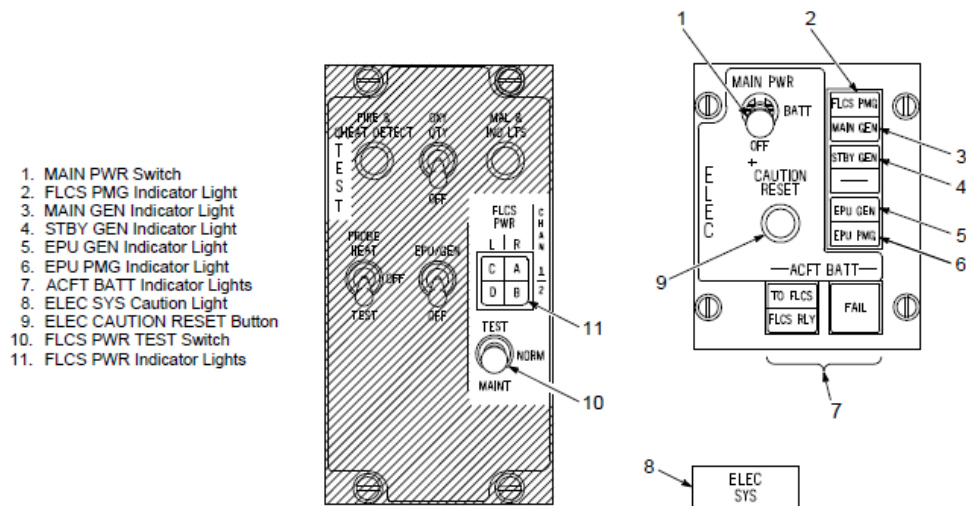 1. MAIN PWR Switch
2. FLCS PMG Indicator Light
3. MAIN GEN Indicator Light
4. STBY GEN Indicator Light
5. EPU GEN Indicator Light
6. EPU PMG Indicator Light
7. ACFT BATT Indicator Lights
8. ELEC SYS Caution Light
9. ELEC CAUTION RESET Button
10. FLCS PWR TEST Switch
11. FLCS PWR Indicator Lights
TEST
FIRE &
OHEAT DETECT
OXY
QTY
OFF
MAL &
IND LTS
PROBE
HEAT
OFF
TEST
EPU/GEN
OFF
FLCS
PWR
L R
CHAN
C A 1
D B 2
11
TEST
NORM
MAINT
10
1
2
MAIN PWR
BATT
OFF
+
CAUTION
RESET
ELEC
FLCS PMG
MAIN GEN
STBY GEN
EPU GEN
EPU PMG
3
4
5
6
9
ACFT BATT
TO FLCS
FLCS RLY
FAIL
7
8
ELEC
SYS